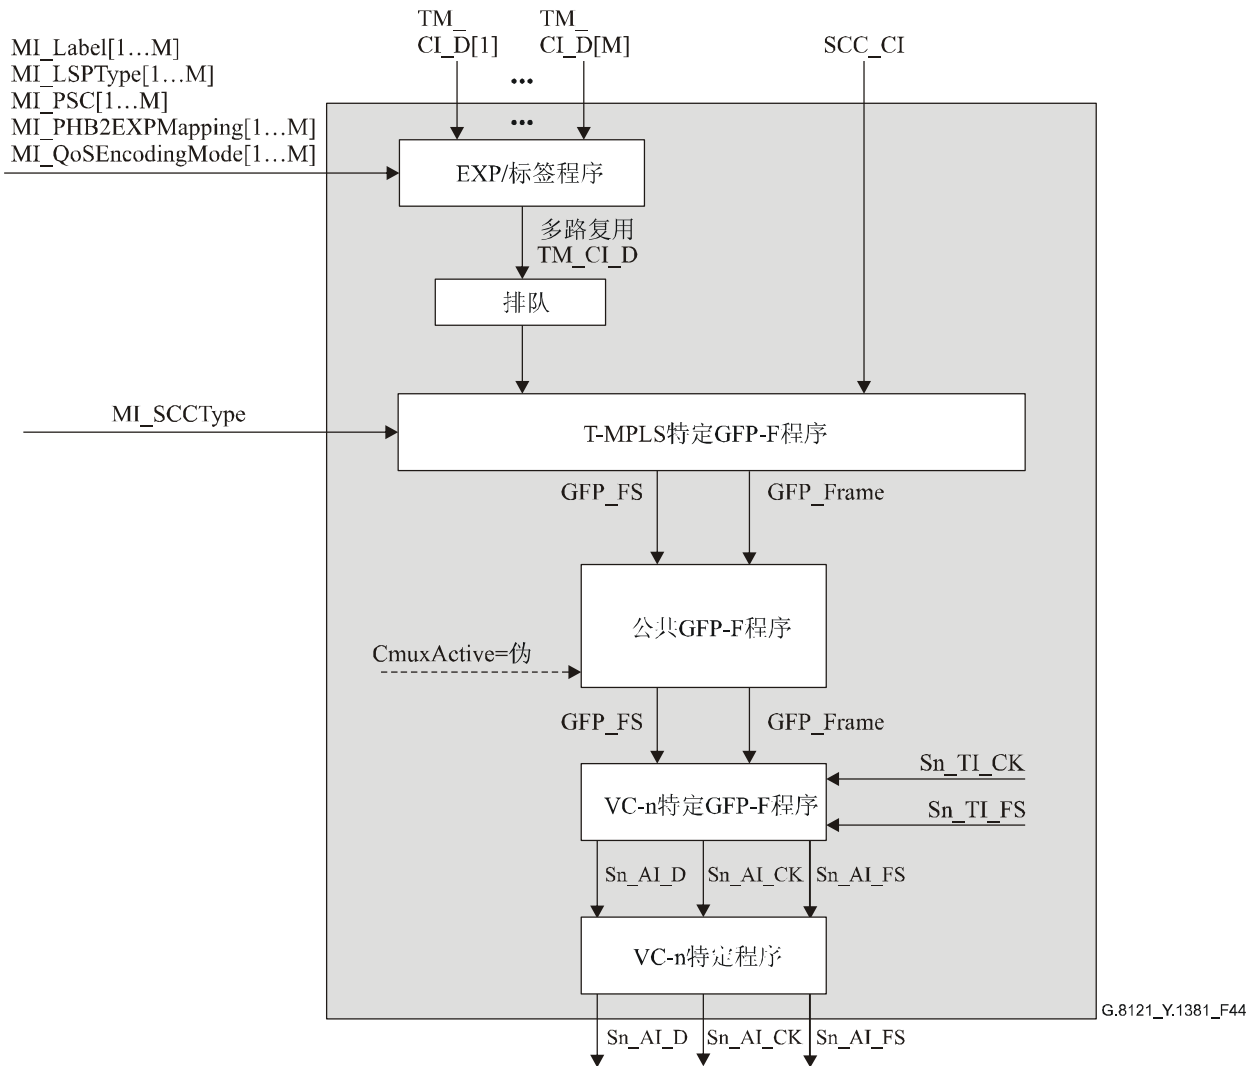 TM_
CI_D[1]
TM_
CI_D[M]
SCC_CI
MI_Label[1…M]
MI_LSPType[1…M]
MI_PSC[1…M]
MI_PHB2EXPMapping[1…M]
MI_QoSEncodingMode[1…M]
...
...
EXP/标签程序
多路复用
TM_CI_D
排队
MI_SCCType
T-MPLS特定GFP-F程序
GFP_FS
GFP_Frame
公共GFP-F程序
CmuxActive=伪
GFP_FS
GFP_Frame
Sn_TI_CK
VC-n特定GFP-F程序
Sn_TI_FS
Sn_AI_D
Sn_AI_CK
Sn_AI_FS
VC-n特定程序
G.8121_Y.1381_F44
Sn_AI_D
Sn_AI_CK
Sn_AI_FS